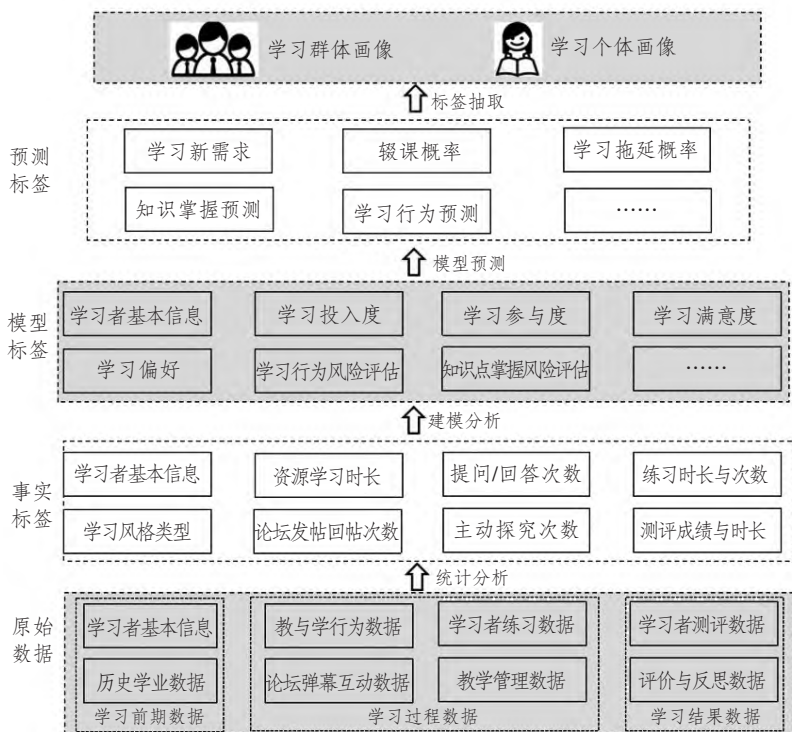 学习群体画像 学习个体画像
标签抽取
预测标签
学习新需求 辍课概率 学习拖延概率
知识掌握预测 学习行为预测 ……
模型预测
模型标签
学习者基本信息 学习投入度 学习参与度 学习满意度
学习偏好 学习行为风险评估 知识点掌握风险评估 ……
建模分析
事实标签
学习者基本信息 资源学习时长 提问/回答次数 练习时长与次数
学习风格类型 论坛发帖回帖次数 主动探究次数 测评成绩与时长
统计分析
原始数据
学习者基本信息 教与学行为数据 学习者练习数据 学习者测评数据
历史学业数据 论坛弹幕互动数据 教学管理数据 评价与反思数据
学习前期数据 学习过程数据 学习结果数据